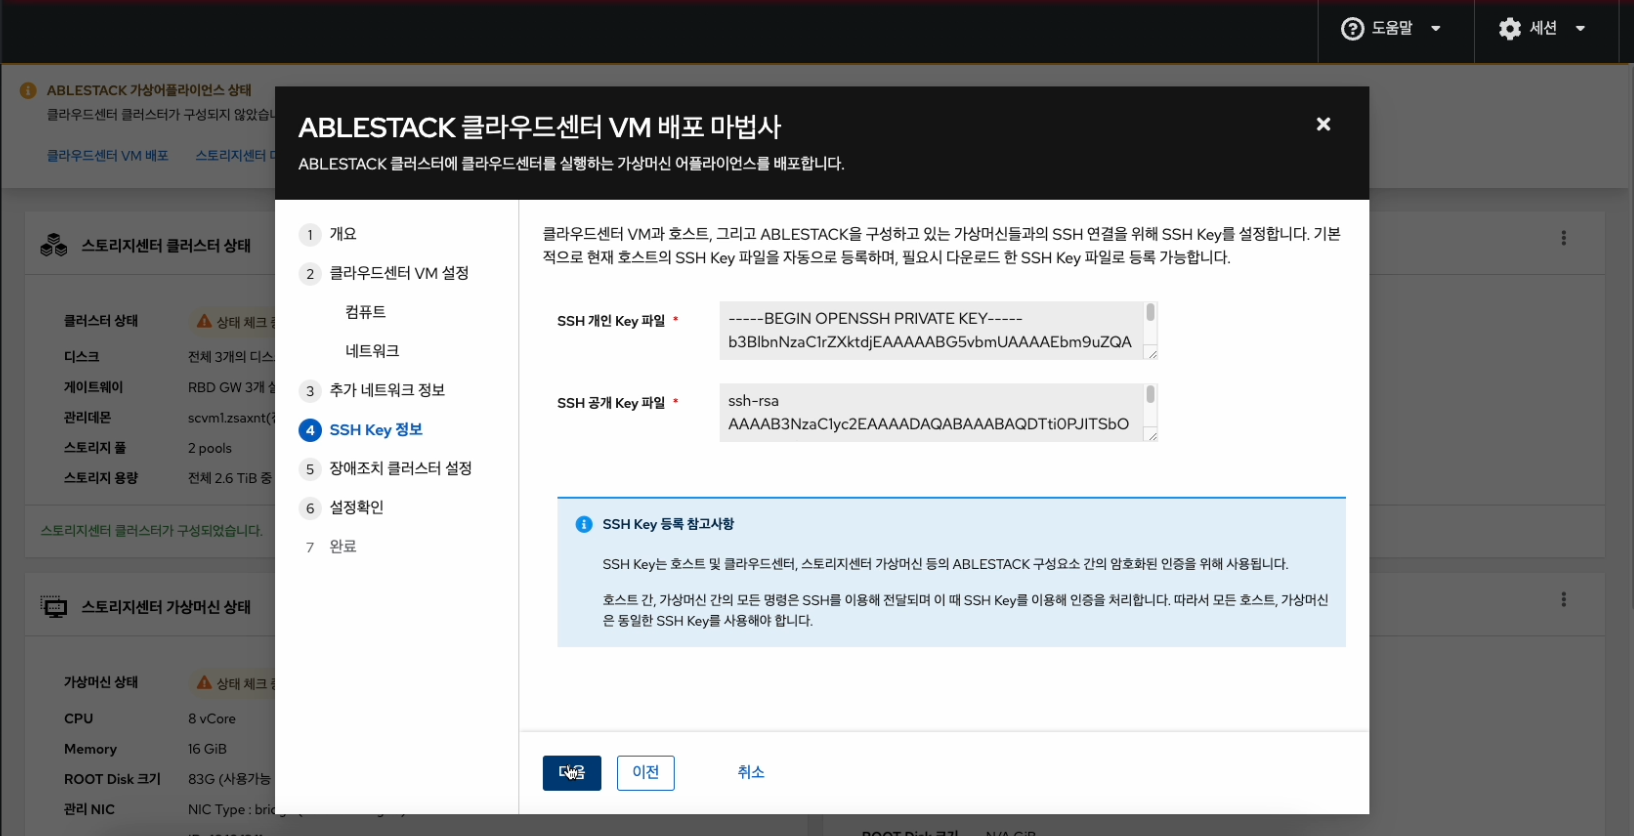 도움말
세션
ABLESTACK 가상어플라이언스 상태
클라우드센터 클러스터가 구성되지 않았습니
클라우드센터 VM 배포
스토리지센터
스토리지센터 클러스터 상태
클러스터 상태
상태 체크
디스크
전체 3개의 디스
게이트웨이
RBD GW 3개
관리데몬
scvm1.zsaxnt(
스토리지 풀
2 pools
스토리지 용량
전체 2.6 TiB 중
스토리지센터 클러스터가 구성되었습니다.
스토리지센터 가상머신 상태
가상머신 상태
상태 체크
CPU
8 vCore
Memory
16 GiB
ROOT Disk 크기
83G (사용가능
관리 NIC
NIC Type :
ABLESTACK 클라우드센터 VM 배포 마법사
ABLESTACK 클러스터에 클라우드센터를 실행하는 가상머신 어플라이언스를 배포합니다.
1 개요
2 클라우드센터 VM 설정
컴퓨트
네트워크
3 추가 네트워크 정보
4 SSH Key 정보
5 장애조치 클러스터 설정
6 설정확인
7 완료
클라우드센터 VM과 호스트, 그리고 ABLESTACK을 구성하고 있는 가상머신들과의 SSH 연결을 위해 SSH Key를 설정합니다. 기본
적으로 현재 호스트의 SSH Key 파일을 자동으로 등록하며, 필요시 다운로드 한 SSH Key 파일로 등록 가능합니다.
SSH 개인 Key 파일 *
-----BEGIN OPENSSH PRIVATE KEY-----
b3BlbnNzaC1rZXktdjEAAAAABG5vbmUAAAAEbm9uZQA
SSH 공개 Key 파일 *
ssh-rsa
AAAAB3NzaC1yc2EAAAADAQABAAABAQDTti0PJITSbO
SSH Key 등록 참고사항
SSH Key는 호스트 및 클라우드센터, 스토리지센터 가상머신 등의 ABLESTACK 구성요소 간의 암호화된 인증을 위해 사용됩니다.
호스트 간, 가상머신 간의 모든 명령은 SSH를 이용해 전달되며 이 때 SSH Key를 이용해 인증을 처리합니다. 따라서 모든 호스트, 가상머신
은 동일한 SSH Key를 사용해야 합니다.
이전
취소